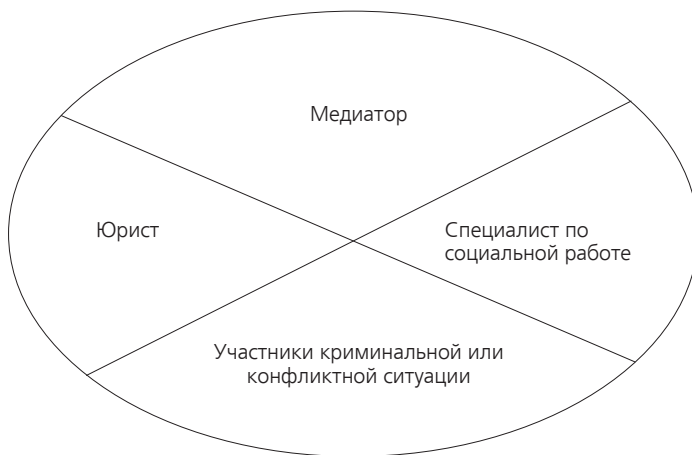 Медиатор
Юрист
Специалист по
социальной работе
Участники криминальной или
конфликтной ситуации